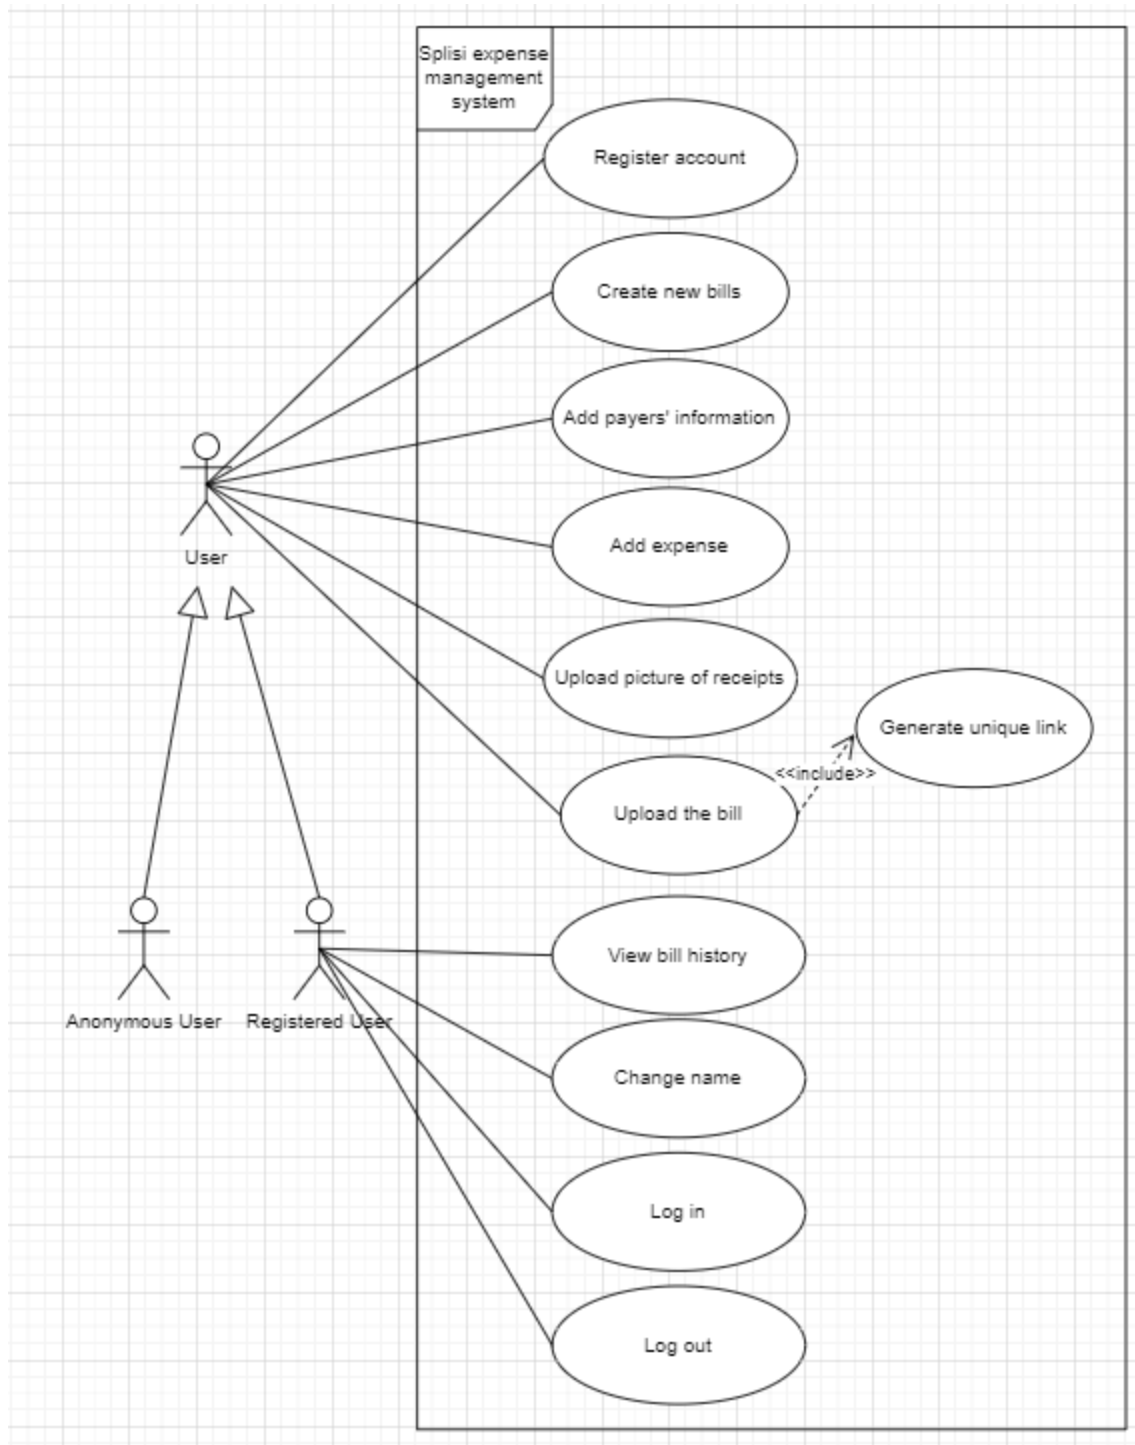 Splisi expense
management
system
Register account
Create new bills
Add payers' information
User
Add expense
Upload picture of receipts
Generate unique link
<<include>>
Upload the bill
View bill history
Anonymous User
Registered User
Change name
Log in
Log out